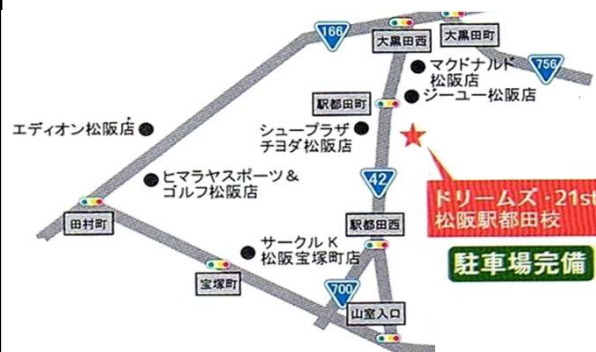 166
大黒田西
大黒田町
756
マクドナルド
松阪店
ジーユー松阪店
駅部田町
エディオン松阪店
シュープラザ
チヨダ松阪店
ヒマラヤスポーツ＆
ゴルフ松阪店
42
ドリームズ・21st
松阪駅部田校
田村町
駅部田西
サークルK
松阪宝塚町店
駐車場完備
宝塚町
700
山室入口